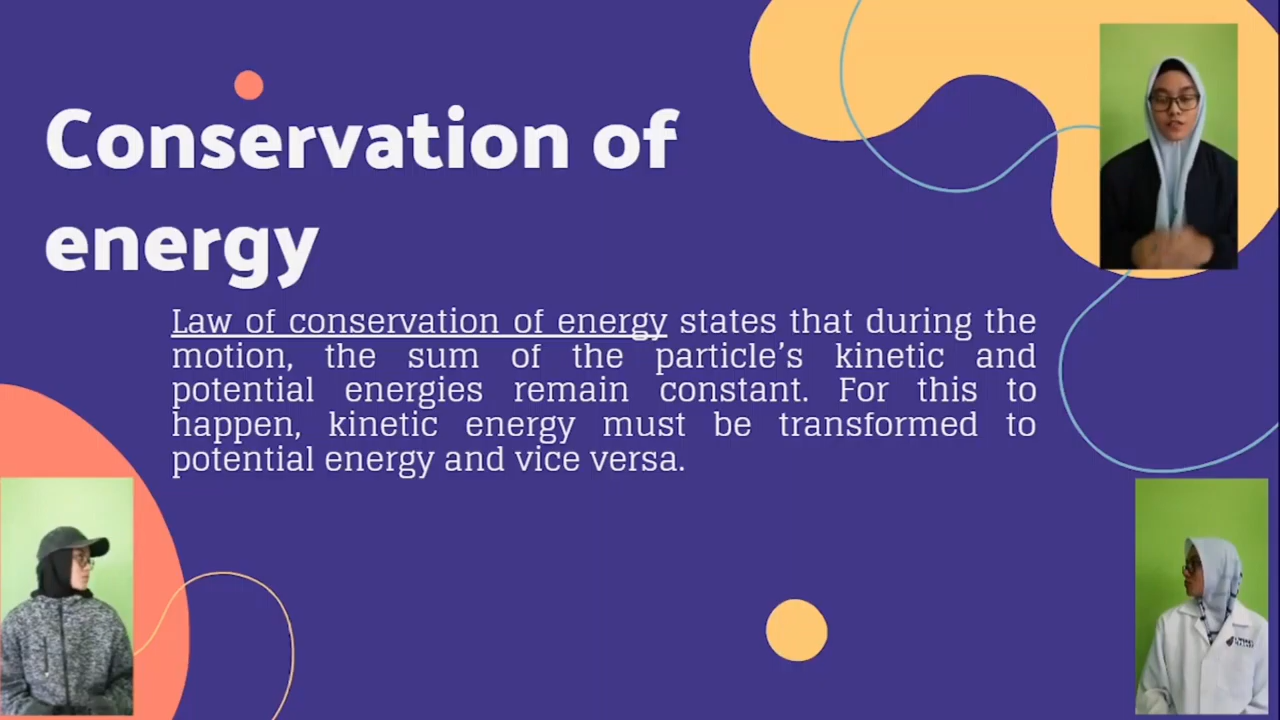 Conservation of
energy
Law of conservation of energy states that during the
motion, the sum of the particle’s kinetic and
potential energies remain constant. For this to
happen, kinetic energy must be transformed to
potential energy and vice versa.